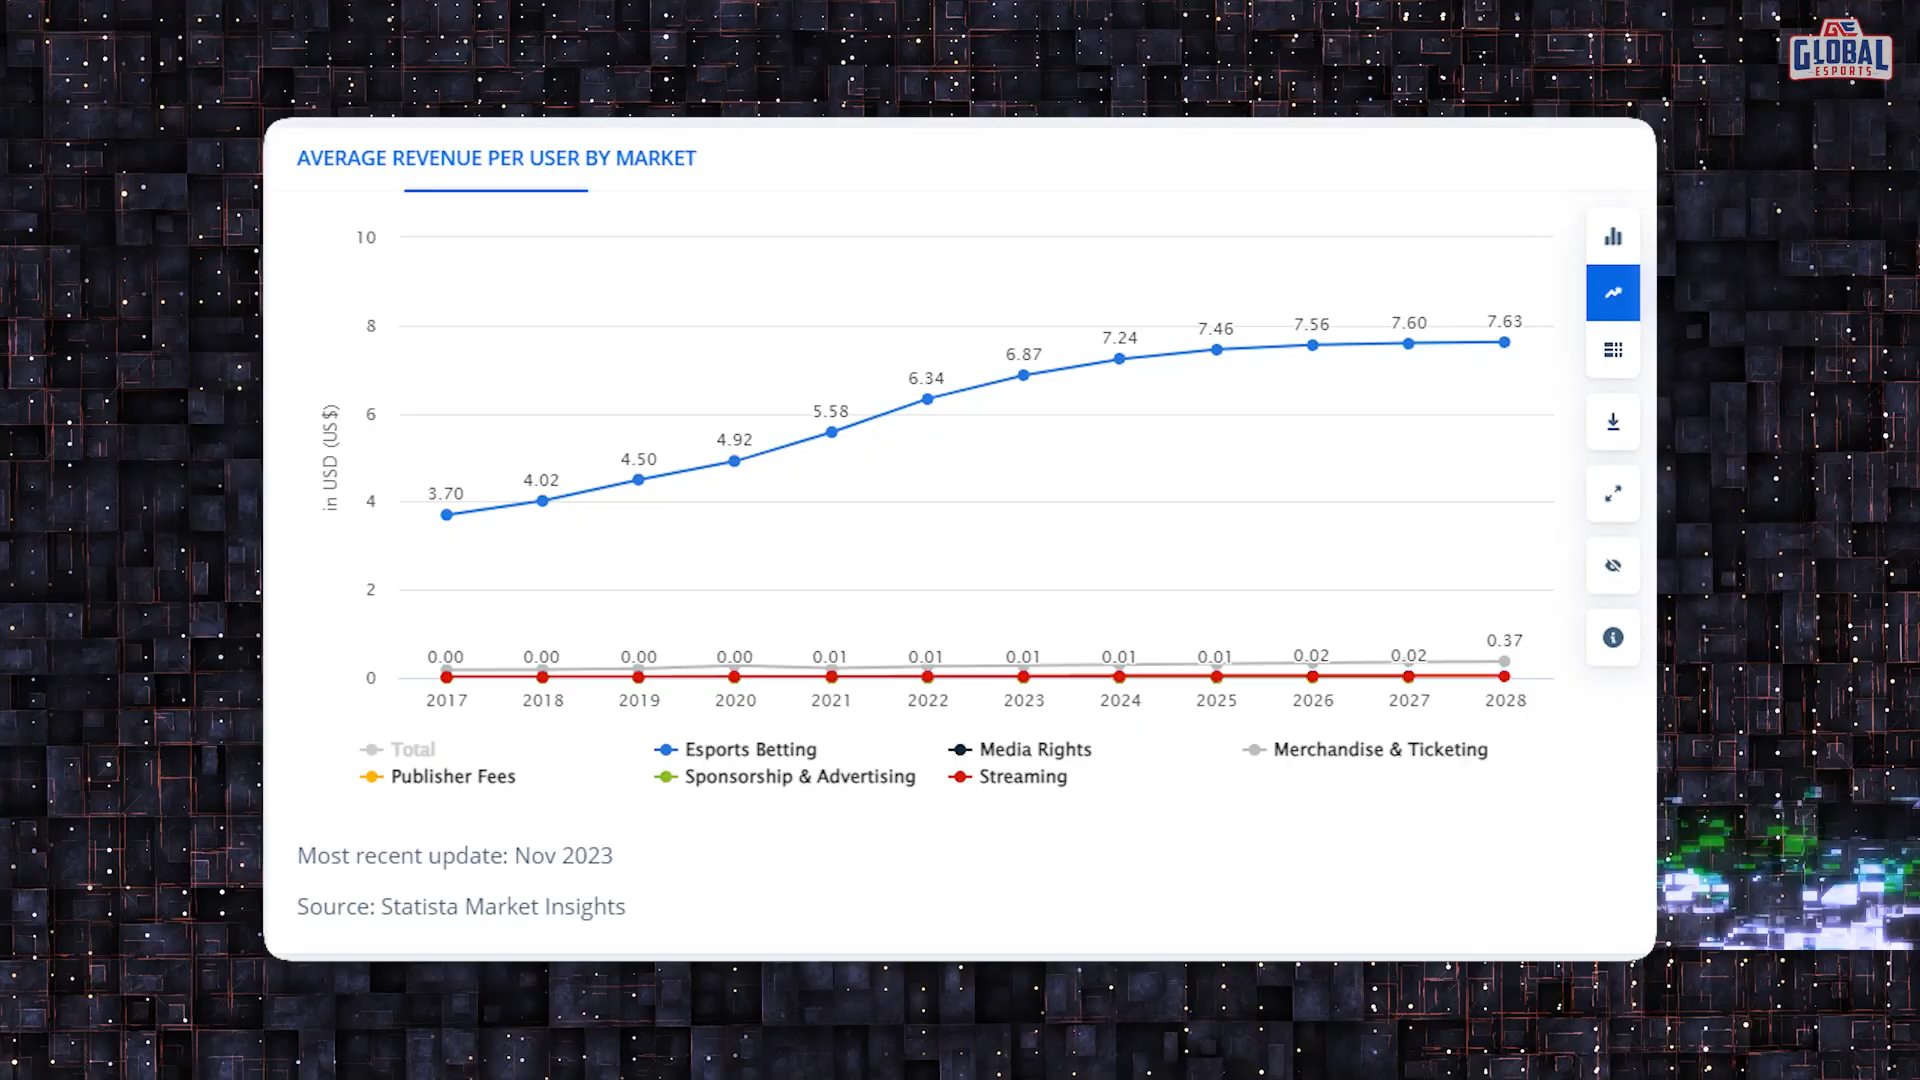 GE
GLOBAL
ESPORTS
AVERAGE REVENUE PER USER BY MARKET
10
8
6
4
2
0
in USD (US$)
3.70 4.02 4.50 4.92 5.58 6.34 6.87 7.24 7.46 7.56 7.60 7.63
0.00 0.00 0.00 0.00 0.01 0.01 0.01 0.01 0.01 0.02 0.02 0.37
2017 2018 2019 2020 2021 2022 2023 2024 2025 2026 2027 2028
Total Esports Betting Media Rights Merchandise & Ticketing
Publisher Fees Sponsorship & Advertising Streaming
Most recent update: Nov 2023
Source: Statista Market Insights